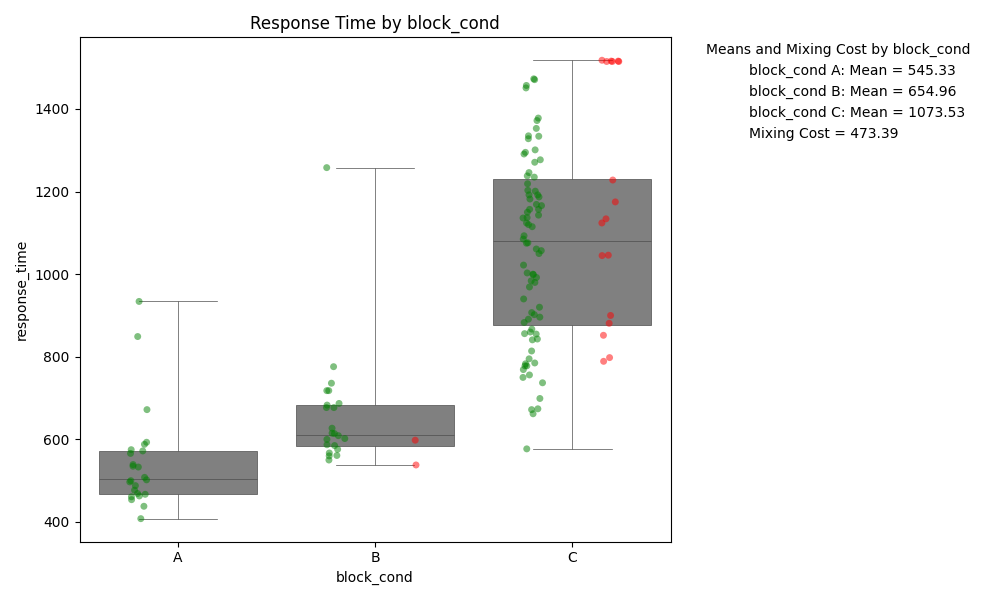 Response Time by block_cond
Means and Mixing Cost by block_cond
block_cond A: Mean = 545.33
block_cond B: Mean = 654.96
block_cond C: Mean = 1073.53
Mixing Cost = 473.39
response_time
1400
1200
1000
800
600
400
A
B
C
block_cond